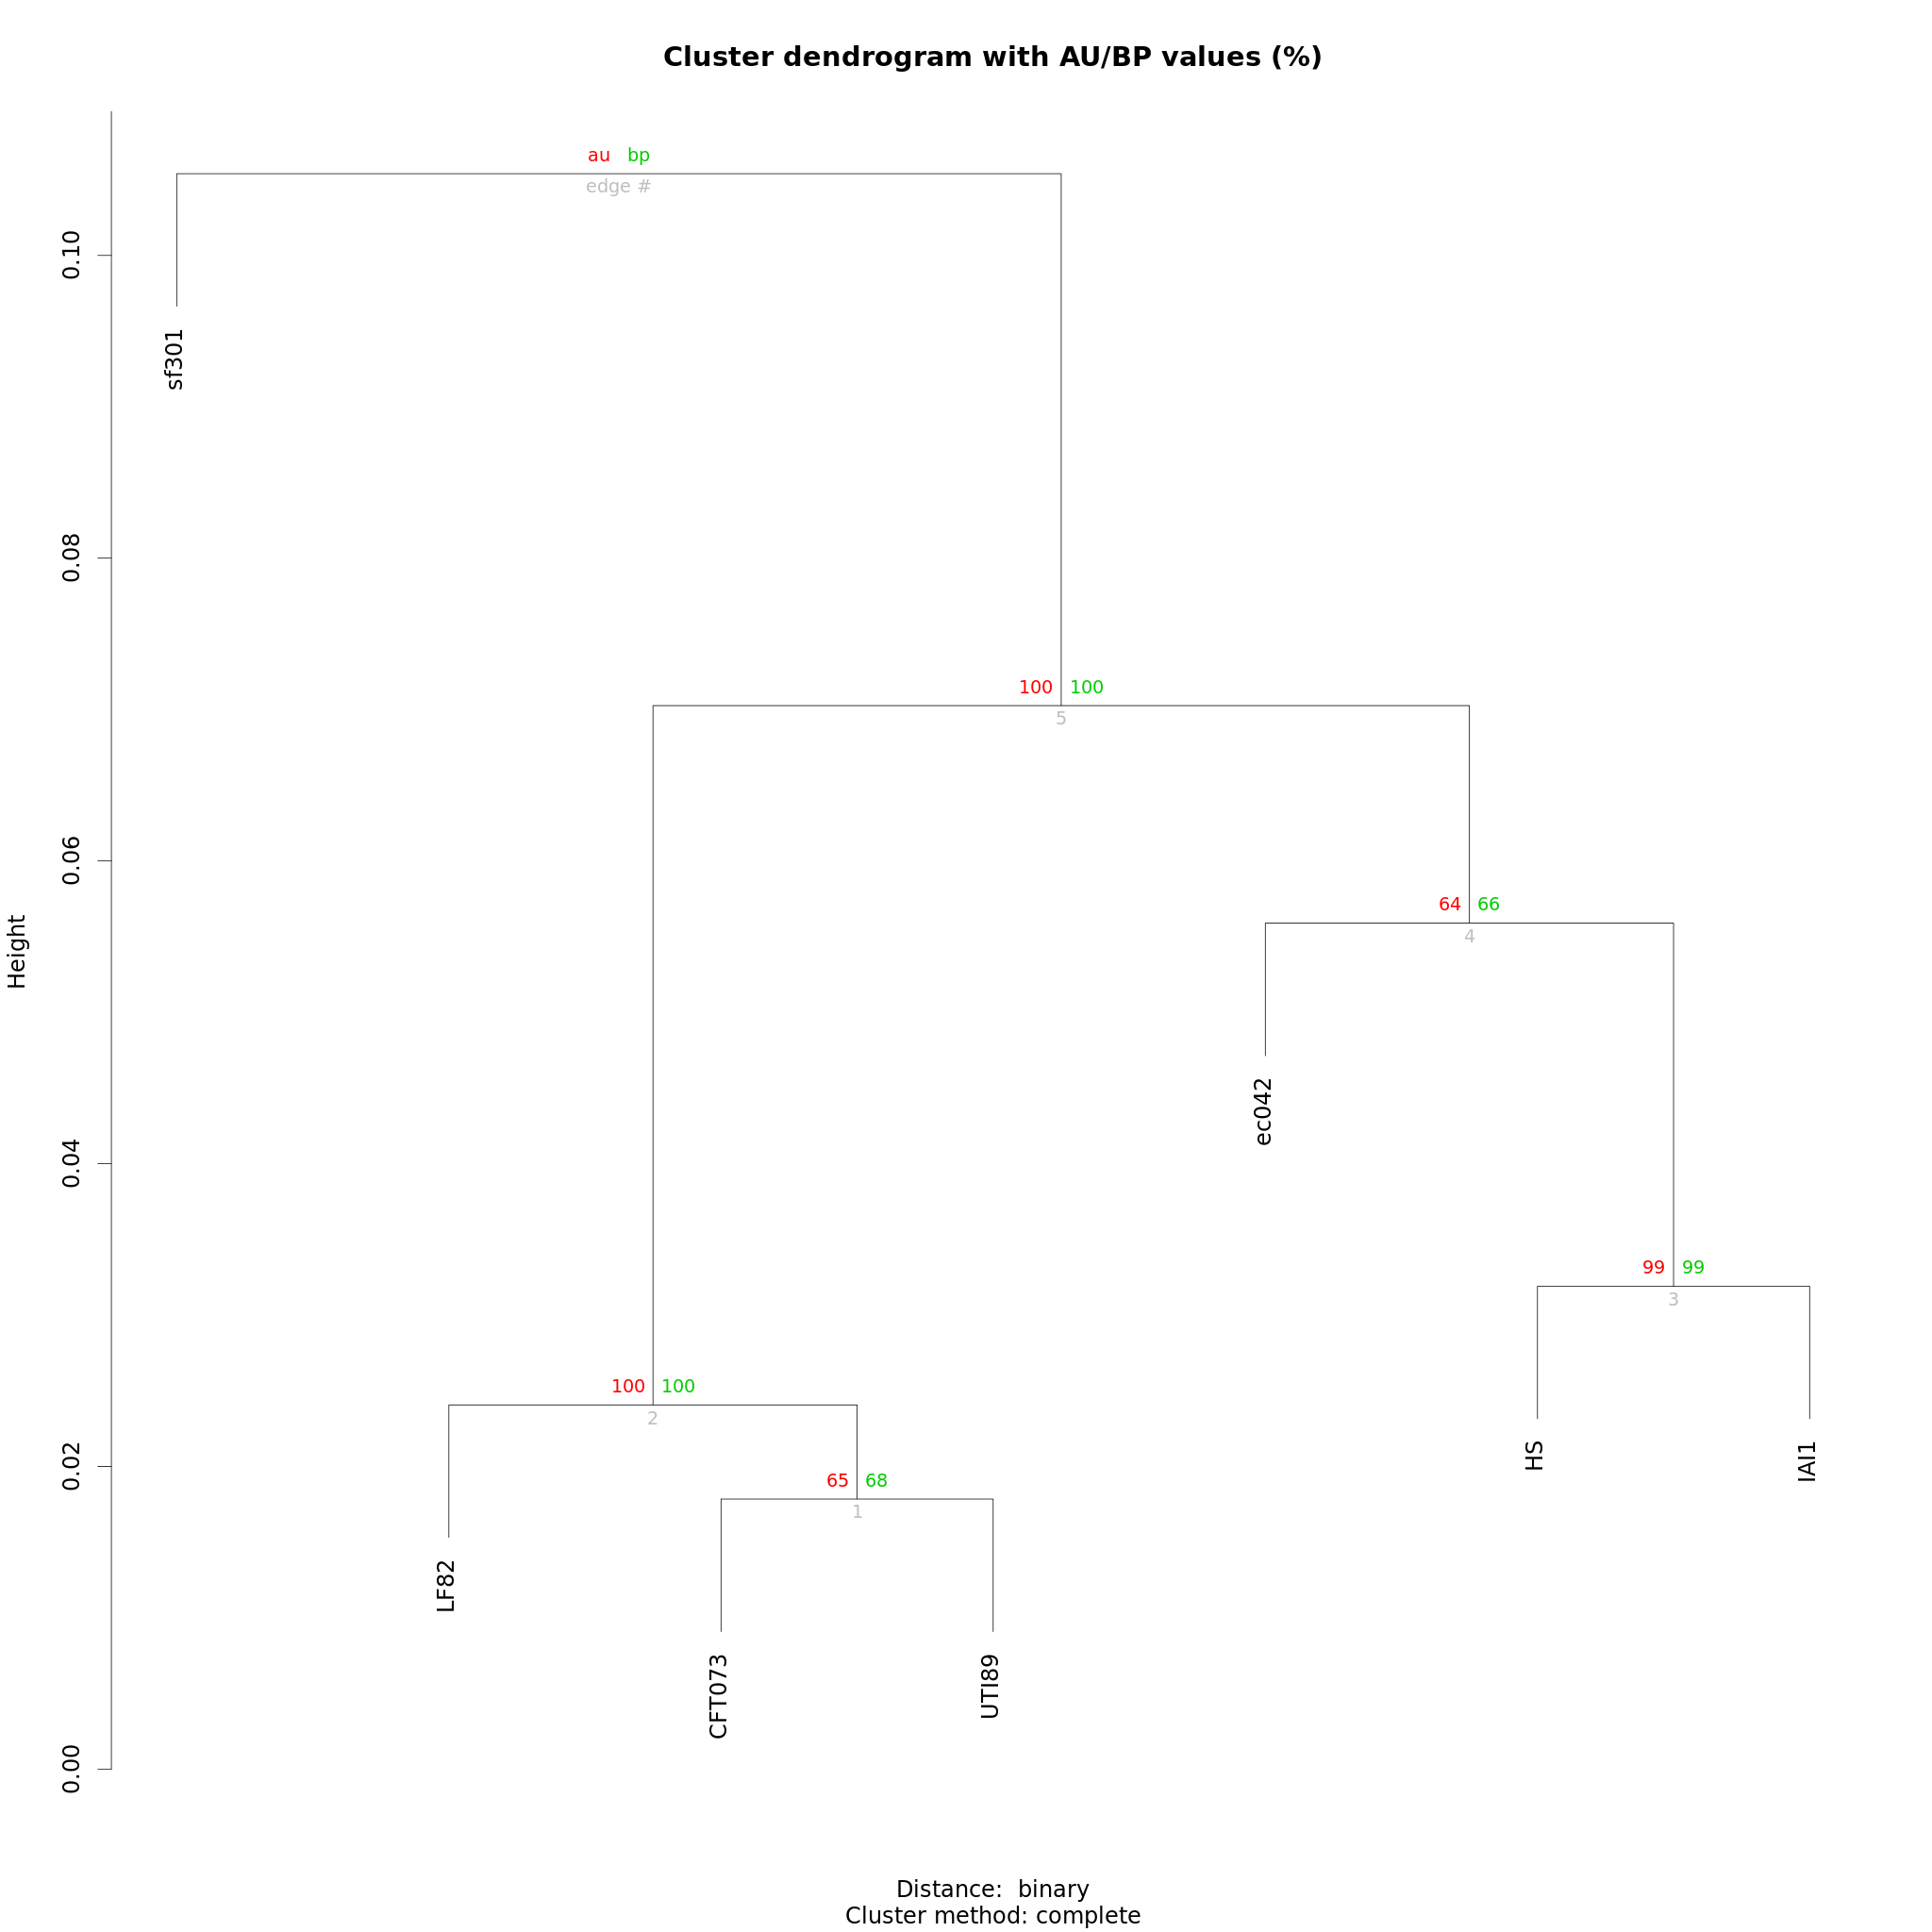 Cluster dendrogram with AU/BP values (%)
au bp
edge #
0.10
sf301
0.08
100 100
5
0.06
64 66
4
Height
ec042
0.04
99 99
3
100 100
2
0.02
HS
IAI1
65 68
1
LF82
CFT073
UTI89
0.00
Distance: binary
Cluster method: complete